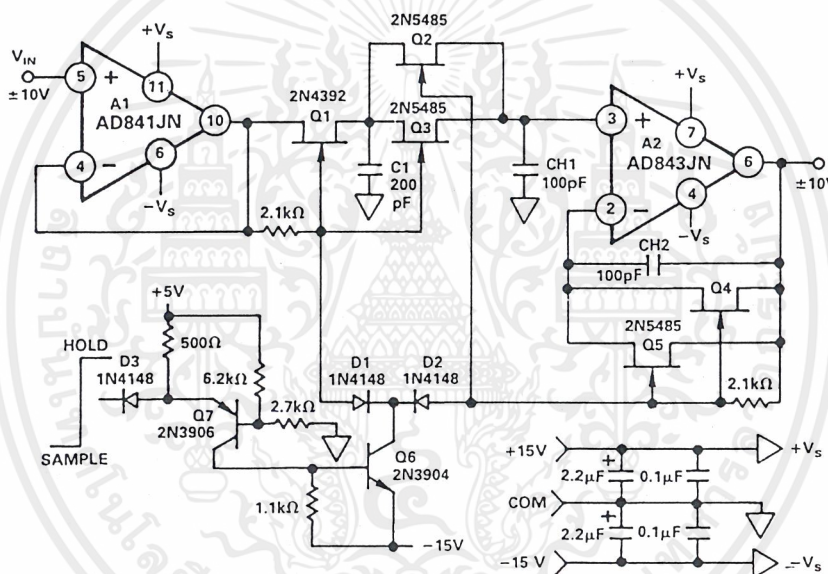 V_IN
±10V
+V_S
5
11
+
A1
AD841JN
10
4
−
6
−V_S
2N4392
Q1
2.1kΩ
2N5485
Q2
2N5485
Q3
C1
200
pF
CH1
100pF
+V_S
3
+
7
A2
AD843JN
6
±10V
2
−
4
−V_S
CH2
100pF
Q4
2N5485
Q5
2.1kΩ
+5V
HOLD
D3
1N4148
500Ω
6.2kΩ
SAMPLE
Q7
2N3906
2.7kΩ
D1
1N4148
D2
1N4148
Q6
2N3904
1.1kΩ
−15V
+15V
+
2.2μF
0.1μF
+V_S
COM
+
2.2μF
0.1μF
−15 V
−V_S